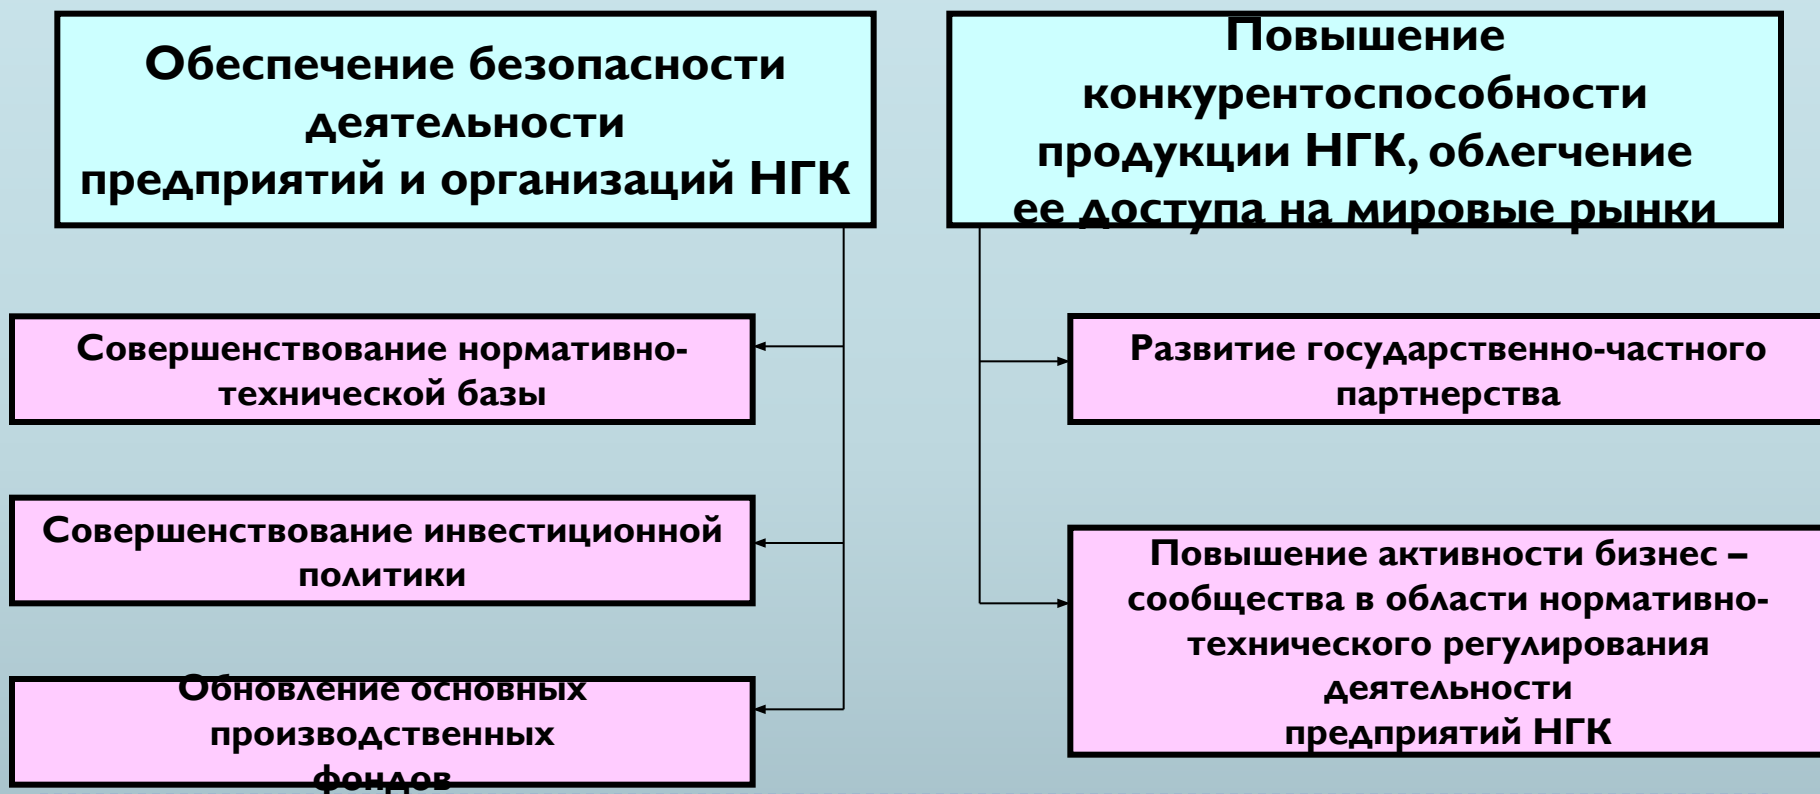 Обеспечение безопасности
деятельности
предприятий и организаций НГК
Совершенствование нормативно-
технической базы
Совершенствование инвестиционной
политики
Обновление основных
производственных
фондов
Повышение
конкурентоспособности
продукции НГК, облегчение
ее доступа на мировые рынки
Развитие государственно-частного
партнерства
Повышение активности бизнес –
сообщества в области нормативно-
технического регулирования
деятельности
предприятий НГК